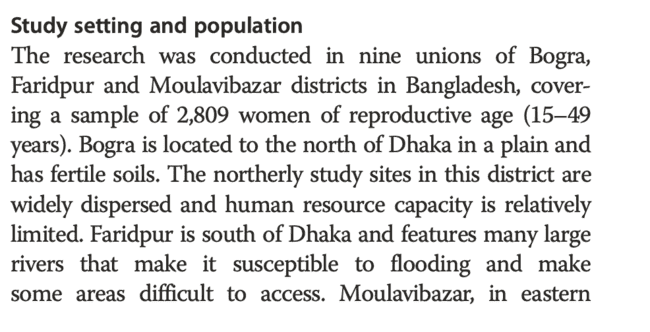 Study setting and population
The research was conducted in nine unions of Bogra,
Faridpur and Moulavibazar districts in Bangladesh, cover-
ing a sample of 2,809 women of reproductive age (15–49
years). Bogra is located to the north of Dhaka in a plain and
has fertile soils. The northerly study sites in this district are
widely dispersed and human resource capacity is relatively
limited. Faridpur is south of Dhaka and features many large
rivers that make it susceptible to flooding and make
some areas difficult to access. Moulavibazar, in eastern